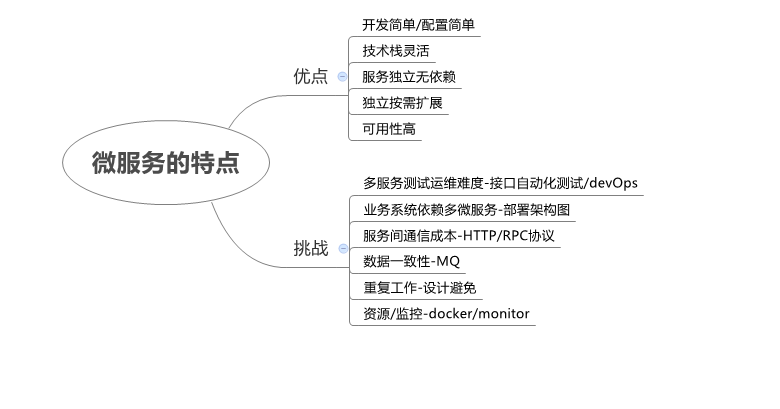 微服务的特点
优点
开发简单/配置简单
技术栈灵活
服务独立无依赖
独立按需扩展
可用性高
挑战
多服务测试运维难度-接口自动化测试/devOps
业务系统依赖多微服务-部署架构图
服务间通信成本-HTTP/RPC协议
数据一致性-MQ
重复工作-设计避免
资源/监控-docker/monitor